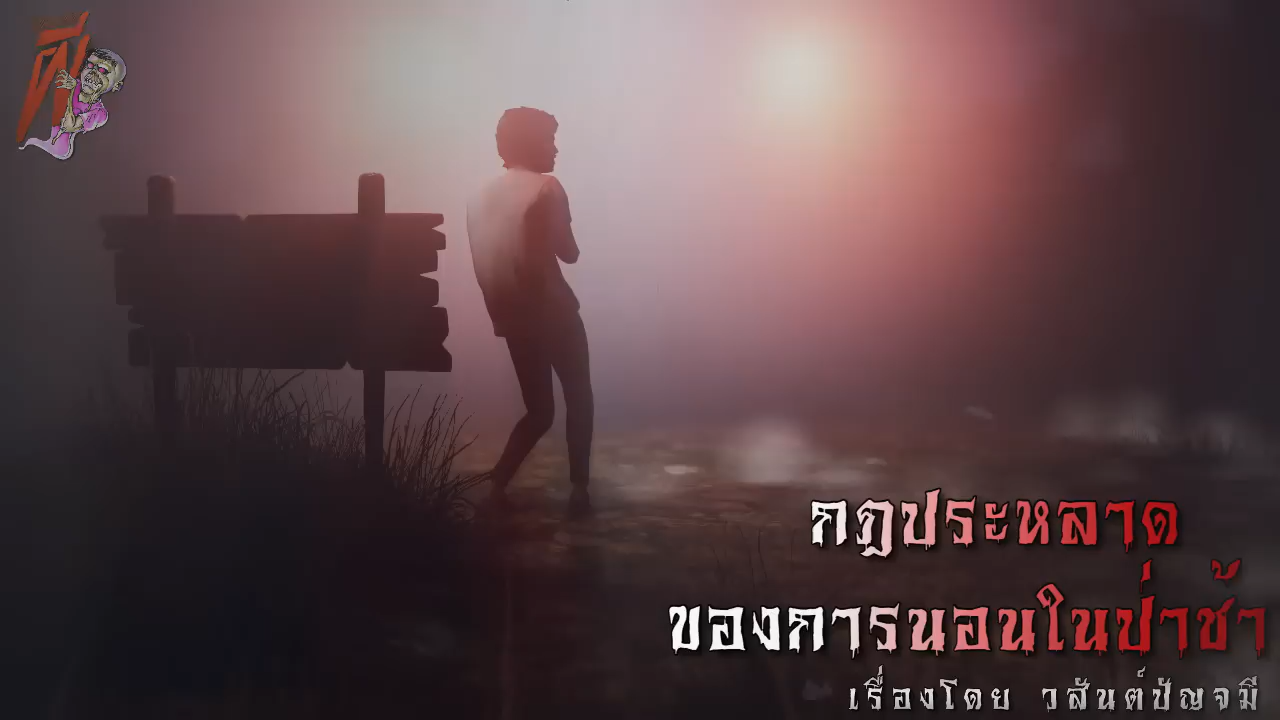 ผี
กฎประหลาด
ของการนอนในป่าช้า
เรื่องโดย วสันต์ปัญจมี